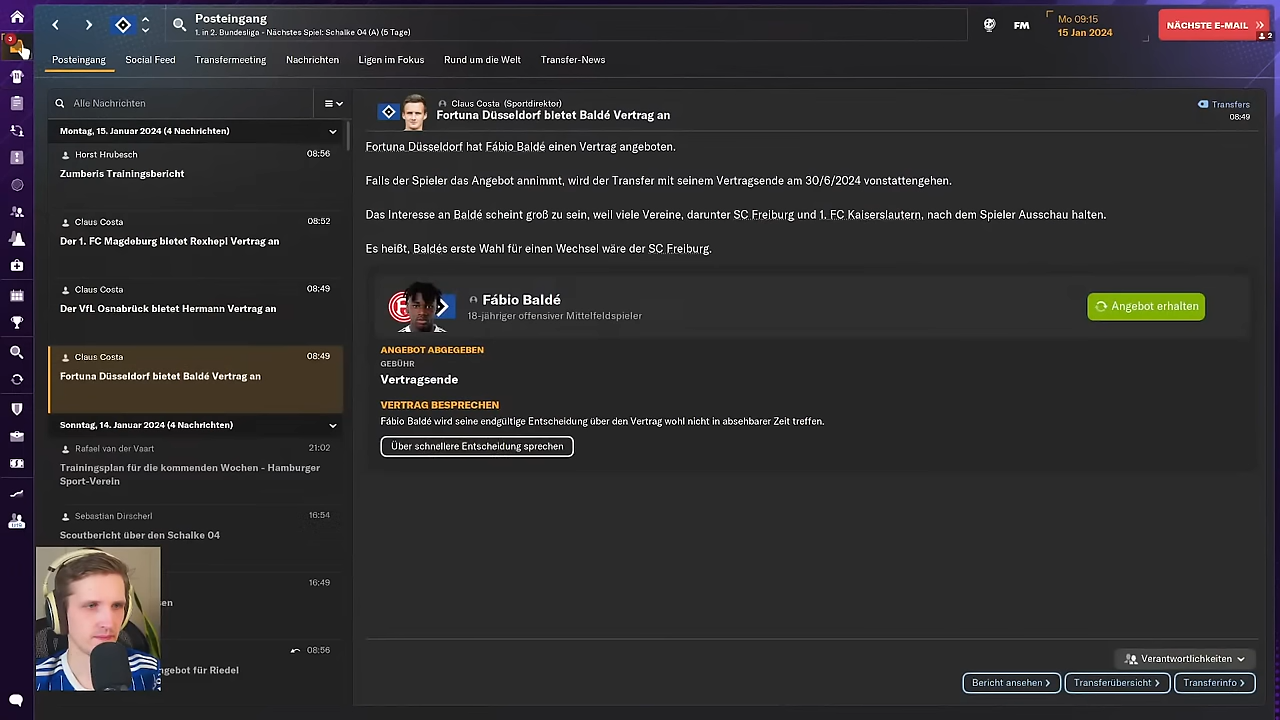 Posteingang
1. in 2. Bundesliga - Nächstes Spiel: Schalke 04 (A) (5 Tage)
FM
Mo 09:15
15 Jan 2024
NÄCHSTE E-MAIL
2
3
Posteingang
Social Feed
Transfermeeting
Nachrichten
Ligen im Fokus
Rund um die Welt
Transfer-News
Alle Nachrichten
Montag, 15. Januar 2024 (4 Nachrichten)
Horst Hrubesch 08:56
Zumberis Trainingsbericht
Claus Costa 08:52
Der 1. FC Magdeburg bietet Rexhepi Vertrag an
Claus Costa 08:49
Der VfL Osnabrück bietet Hermann Vertrag an
Claus Costa 08:49
Fortuna Düsseldorf bietet Baldé Vertrag an
Sonntag, 14. Januar 2024 (4 Nachrichten)
Rafael van der Vaart 21:02
Trainingsplan für die kommenden Wochen - Hamburger
Sport-Verein
Sebastian Dirscherl 16:54
Scoutbericht über den Schalke 04
16:49
sen
08:56
ngebot für Riedel
Claus Costa (Sportdirektor)
Fortuna Düsseldorf bietet Baldé Vertrag an
Transfers
08:49
Fortuna Düsseldorf hat Fábio Baldé einen Vertrag angeboten.
Falls der Spieler das Angebot annimmt, wird der Transfer mit seinem Vertragsende am 30/6/2024 vonstattengehen.
Das Interesse an Baldé scheint groß zu sein, weil viele Vereine, darunter SC Freiburg und 1. FC Kaiserslautern, nach dem Spieler Ausschau halten.
Es heißt, Baldés erste Wahl für einen Wechsel wäre der SC Freiburg.
Fábio Baldé
18-jähriger offensiver Mittelfeldspieler
Angebot erhalten
ANGEBOT ABGEGEBEN
GEBÜHR
Vertragsende
VERTRAG BESPRECHEN
Fábio Baldé wird seine endgültige Entscheidung über den Vertrag wohl nicht in absehbarer Zeit treffen.
Über schnellere Entscheidung sprechen
Verantwortlichkeiten
Bericht ansehen
Transferübersicht
Transferinfo